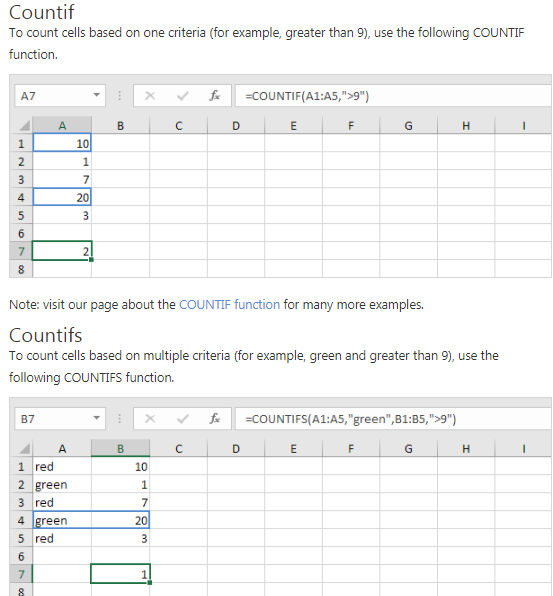 Countif
To count cells based on one criteria (for example, greater than 9), use the following COUNTIF
function.
A7 fx =COUNTIF(A1:A5,">9")
A B C D E F G H I
1 10
2 1
3 7
4 20
5 3
6
7 2
8
Note: visit our page about the COUNTIF function for many more examples.
Countifs
To count cells based on multiple criteria (for example, green and greater than 9), use the
following COUNTIFS function.
B7 fx =COUNTIFS(A1:A5,"green",B1:B5,">9")
A B C D E F G H I
1 red 10
2 green 1
3 red 7
4 green 20
5 red 3
6
7 1
8